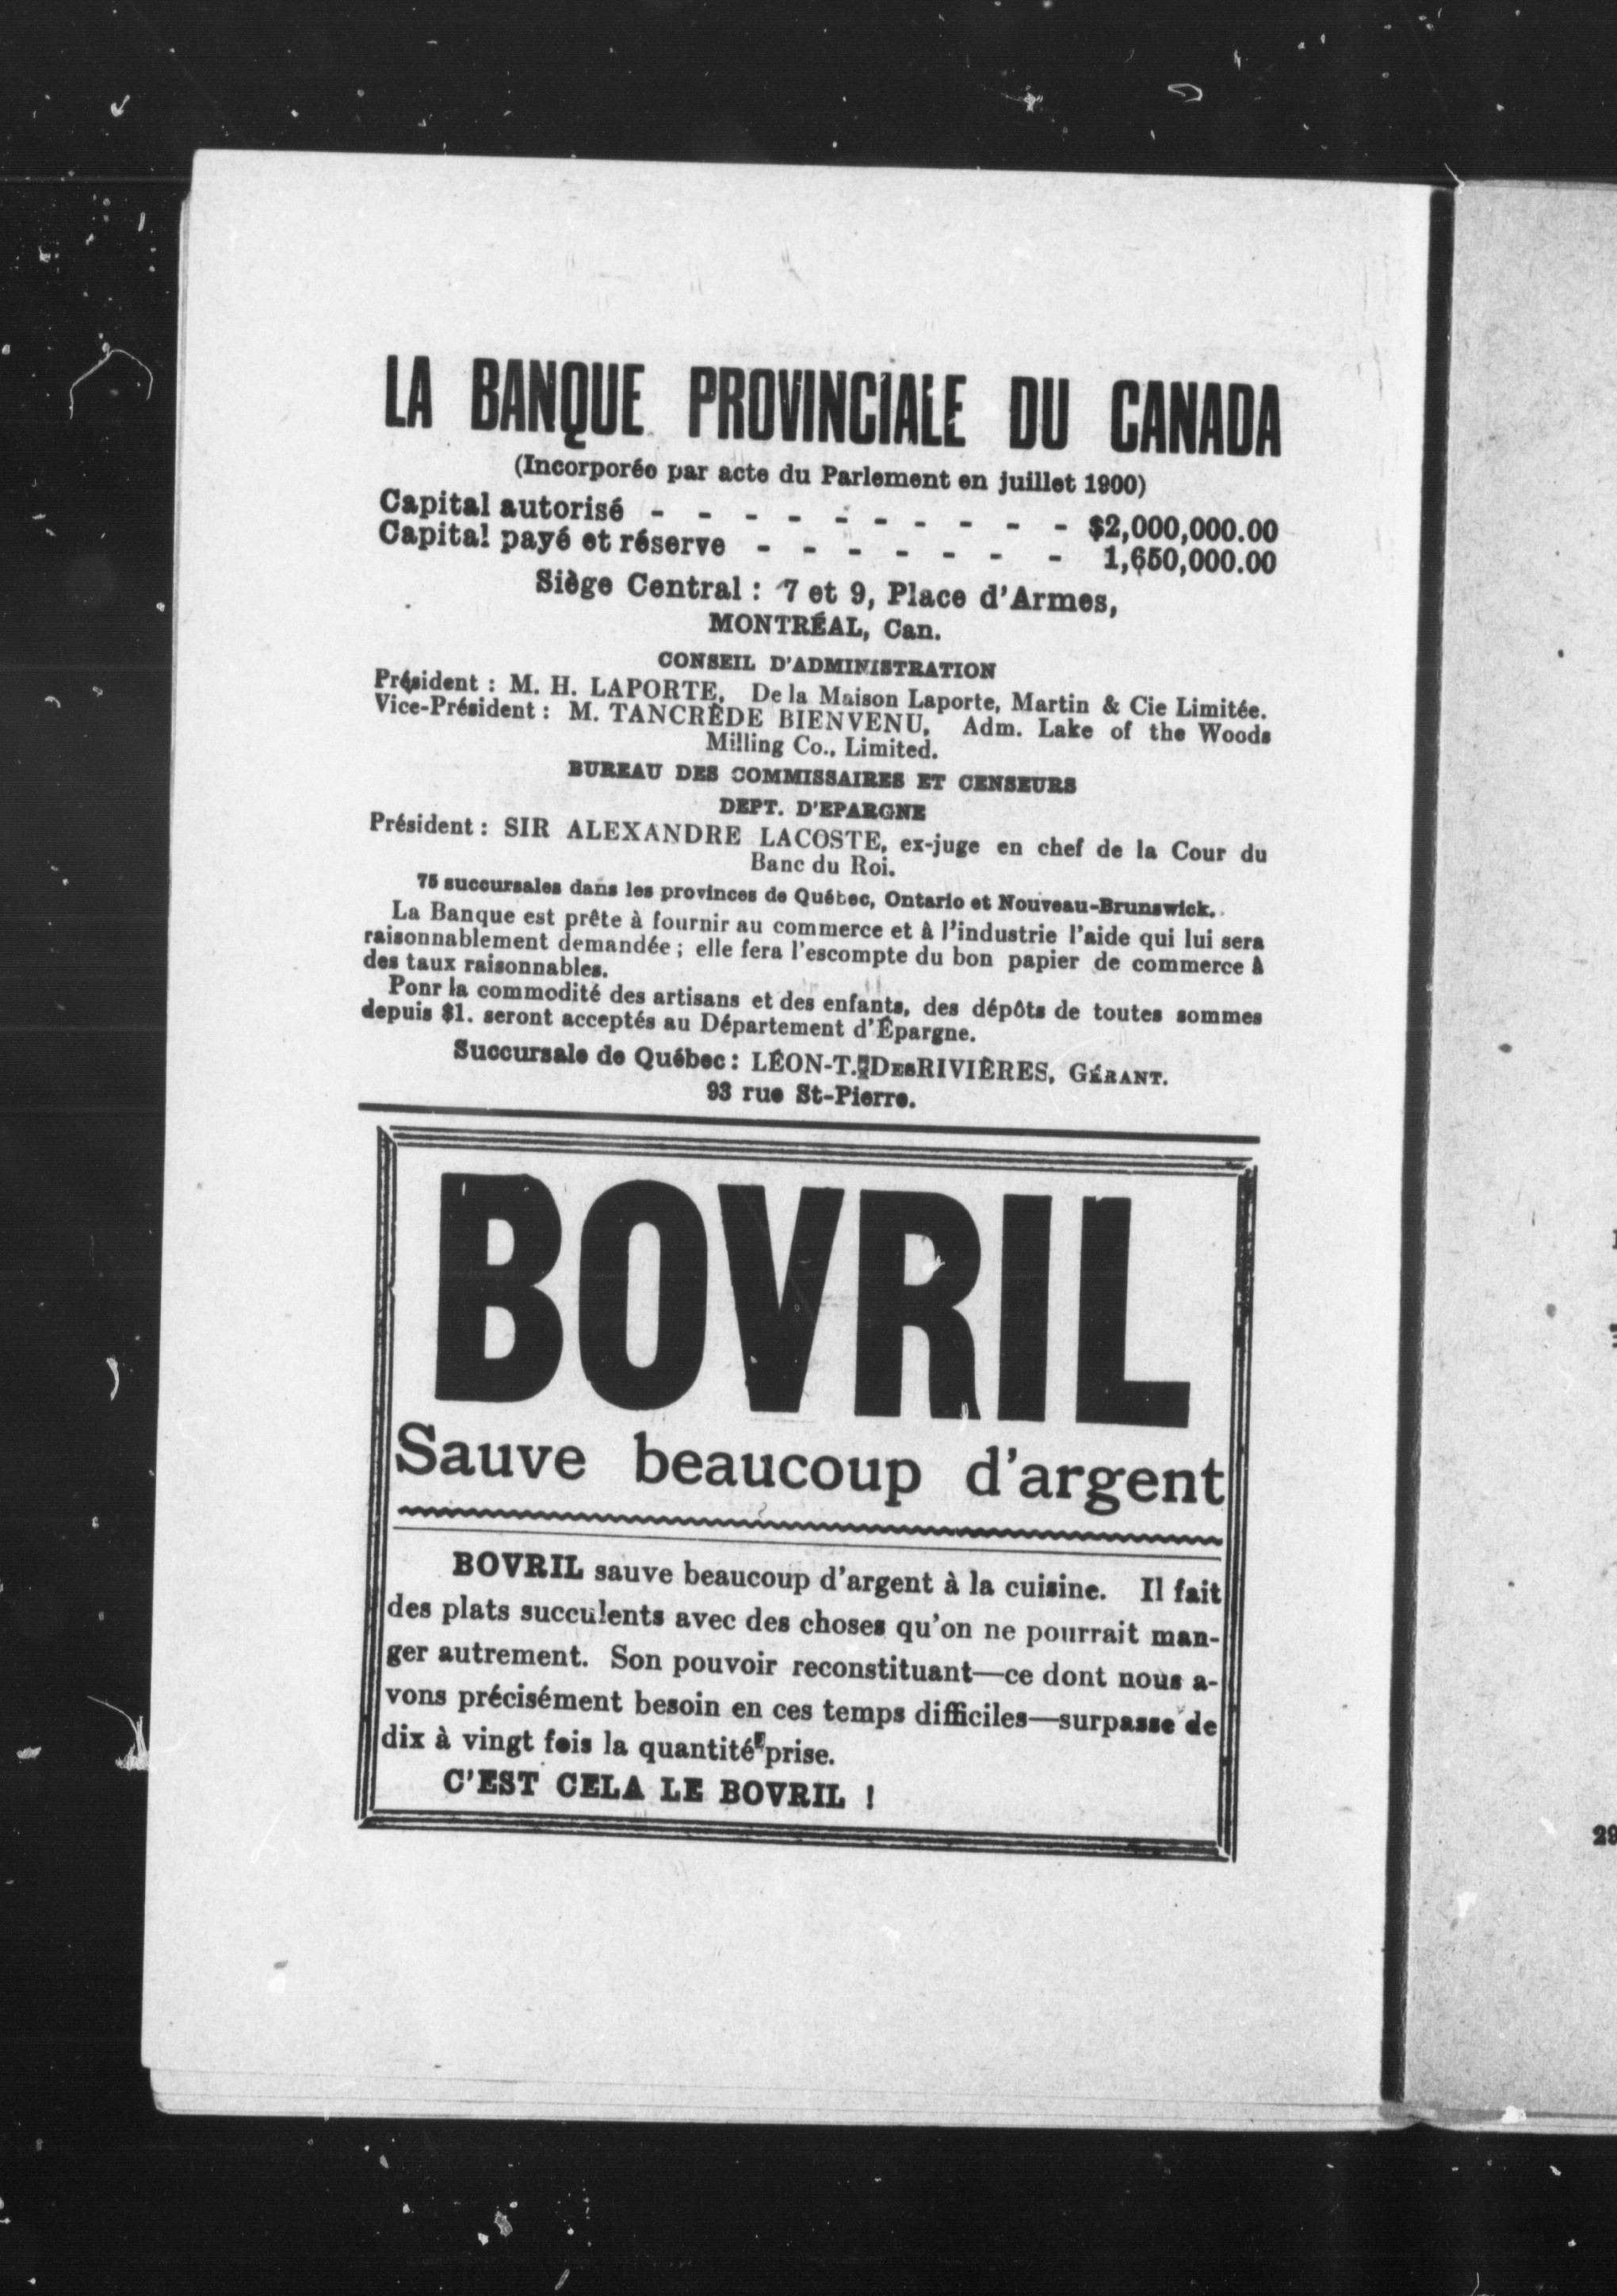 LA BANQUE PROVINCIALE DU CANADA
(Incorporée par acte du Parlement en juillet 1900)
Capital autorisé - - - - - - - - - - $2,000,000.00
Capital payé et réserve - - - - - - - 1,650,000.00
Siège Central : 7 et 9, Place d'Armes,
MONTRÉAL, Can.
CONSEIL D'ADMINISTRATION
Président : M. H. LAPORTE, De la Maison Laporte, Martin & Cie Limitée.
Vice-Président : M. TANCRÈDE BIENVENU, Adm. Lake of the Woods
Milling Co., Limited.
BUREAU DES COMMISSAIRES ET CENSEURS
DEPT. D'EPARGNE
Président : SIR ALEXANDRE LACOSTE, ex-juge en chef de la Cour du
Banc du Roi.
75 succursales dans les provinces de Québec, Ontario et Nouveau-Brunswick.
La Banque est prête à fournir au commerce et à l'industrie l'aide qui lui sera
raisonnablement demandée ; elle fera l'escompte du bon papier de commerce à
des taux raisonnables.
Ponr la commodité des artisans et des enfants, des dépôts de toutes sommes
depuis $1. seront acceptés au Département d'Épargne.
Succursale de Québec : LÉON-T. DESRIVIÈRES, GÉRANT.
93 rue St-Pierre.
BOVRIL
Sauve beaucoup d'argent
BOVRIL sauve beaucoup d'argent à la cuisine. Il fait
des plats succulents avec des choses qu'on ne pourrait man-
ger autrement. Son pouvoir reconstituant—ce dont nous a-
vons précisément besoin en ces temps difficiles—surpasse de
dix à vingt fois la quantité prise.
C'EST CELA LE BOVRIL !
29